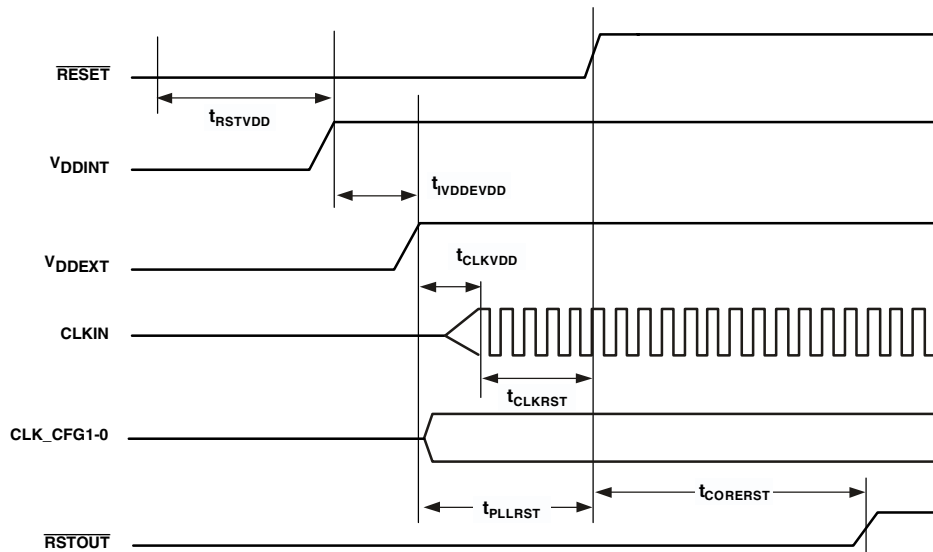 RESET
tRSTVDD
VDDINT
tIVDDEVDD
VDDEXT
tCLKVDD
CLKIN
tCLKRST
CLK_CFG1-0
tPLLRST
tCORERST
RSTOUT